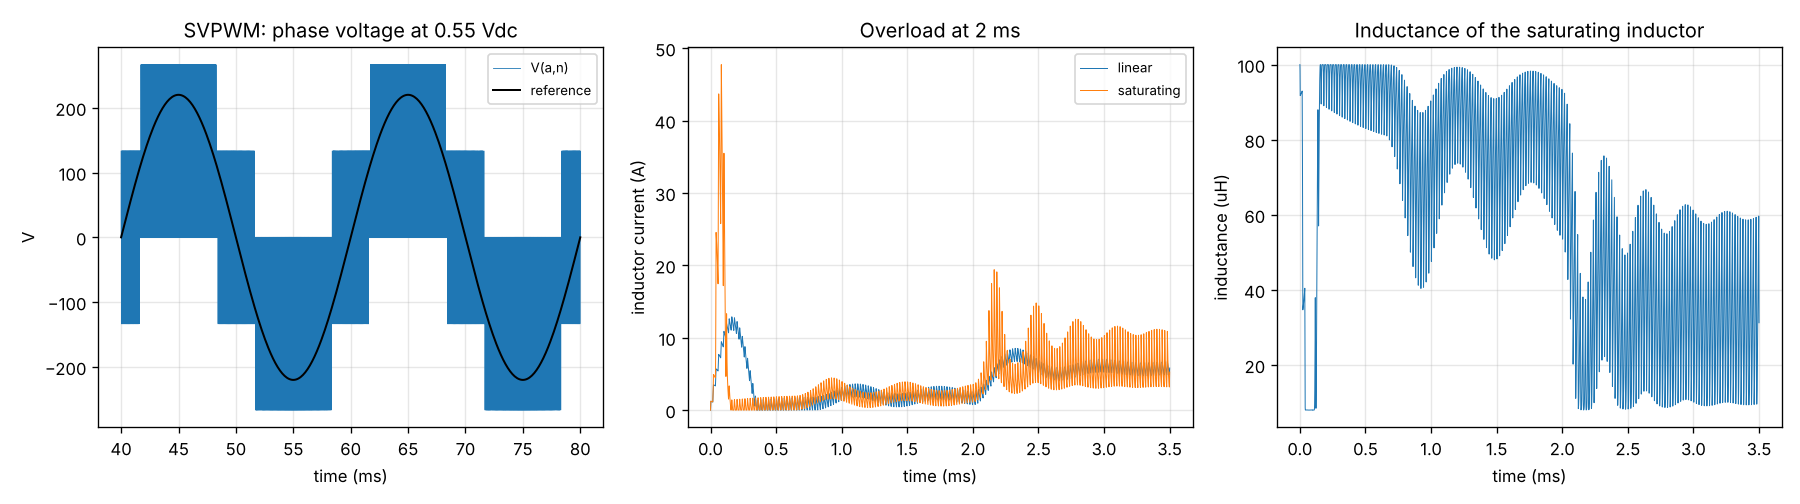 SVPWM: phase voltage at 0.55 Vdc
V(a,n)
reference
200
100
0
−100
−200
V
40 45 50 55 60 65 70 75 80
time (ms)
Overload at 2 ms
linear
saturating
50
40
30
20
10
0
inductor current (A)
0.0 0.5 1.0 1.5 2.0 2.5 3.0 3.5
time (ms)
Inductance of the saturating inductor
100
80
60
40
20
inductance (uH)
0.0 0.5 1.0 1.5 2.0 2.5 3.0 3.5
time (ms)